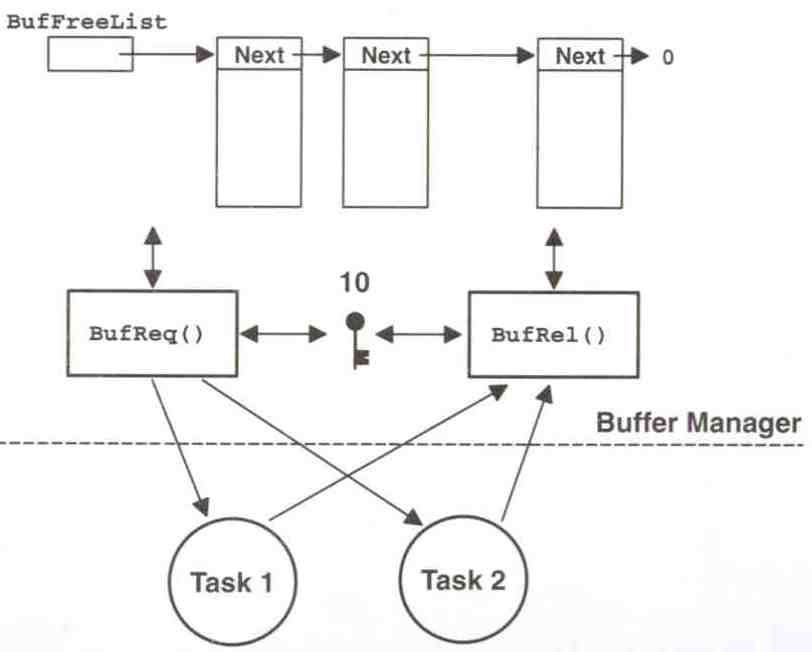 BufFreeList
Next
Next
Next
0
10
BufReq()
BufRel()
Buffer Manager
Task 1
Task 2